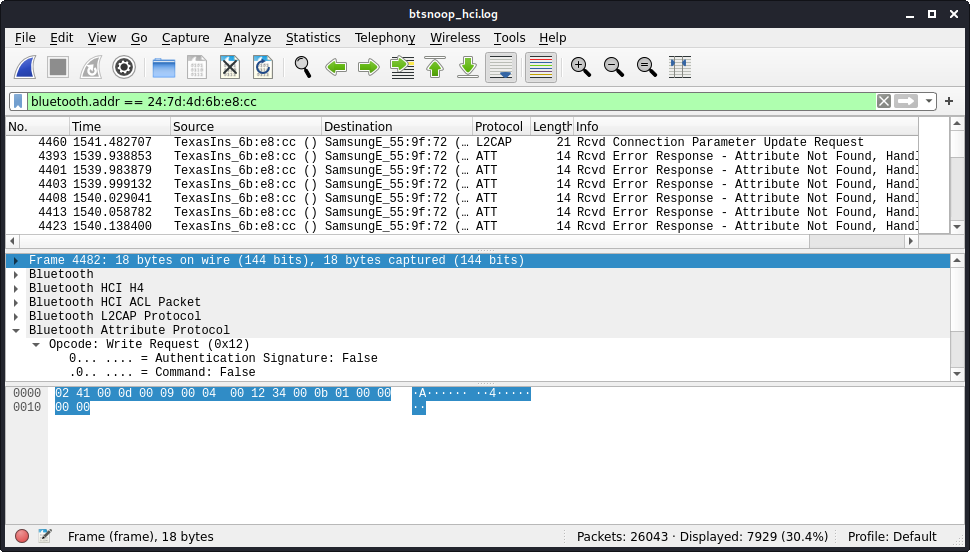 btsnoop_hci.log
File Edit View Go Capture Analyze Statistics Telephony Wireless Tools Help
bluetooth.addr == 24:7d:4d:6b:e8:cc
No. Time Source Destination Protocol Length Info
4460 1541.482707 TexasIns_6b:e8:cc () SamsungE_55:9f:72 (… L2CAP 21 Rcvd Connection Parameter Update Request
4393 1539.938853 TexasIns_6b:e8:cc () SamsungE_55:9f:72 (… ATT 14 Rcvd Error Response - Attribute Not Found, Handl
4401 1539.983879 TexasIns_6b:e8:cc () SamsungE_55:9f:72 (… ATT 14 Rcvd Error Response - Attribute Not Found, Handl
4403 1539.999132 TexasIns_6b:e8:cc () SamsungE_55:9f:72 (… ATT 14 Rcvd Error Response - Attribute Not Found, Handl
4408 1540.029041 TexasIns_6b:e8:cc () SamsungE_55:9f:72 (… ATT 14 Rcvd Error Response - Attribute Not Found, Handl
4413 1540.058782 TexasIns_6b:e8:cc () SamsungE_55:9f:72 (… ATT 14 Rcvd Error Response - Attribute Not Found, Handl
4423 1540.138400 TexasIns_6b:e8:cc () SamsungE_55:9f:72 (… ATT 14 Rcvd Error Response - Attribute Not Found, Handl
Frame 4482: 18 bytes on wire (144 bits), 18 bytes captured (144 bits)
Bluetooth
Bluetooth HCI H4
Bluetooth HCI ACL Packet
Bluetooth L2CAP Protocol
Bluetooth Attribute Protocol
Opcode: Write Request (0x12)
0... .... = Authentication Signature: False
.0.. .... = Command: False
0000 02 41 00 0d 00 09 00 04 00 12 34 00 0b 01 00 00 ·A······ ··4·····
0010 00 00 ··
Frame (frame), 18 bytes Packets: 26043 · Displayed: 7929 (30.4%) Profile: Default